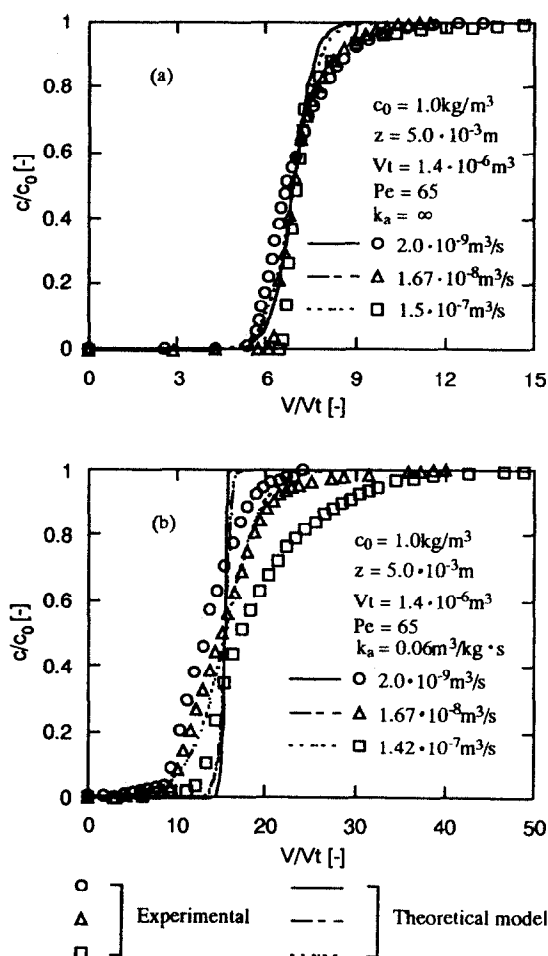 1
0.8
0.6
0.4
0.2
0
c/c₀ [-]
(a)
c₀ = 1.0kg/m³
z = 5.0 · 10⁻³m
Vt = 1.4 · 10⁻⁶m³
Pe = 65
kₐ = ∞
2.0 · 10⁻⁹m³/s
1.67 · 10⁻⁸m³/s
1.5 · 10⁻⁷m³/s
0 3 6 9 12 15
V/Vt [-]
1
0.8
0.6
0.4
0.2
0
c/c₀ [-]
(b)
c₀ = 1.0kg/m³
z = 5.0 · 10⁻³m
Vt = 1.4 · 10⁻⁶m³
Pe = 65
kₐ = 0.06m³/kg · s
2.0 · 10⁻⁹m³/s
1.67 · 10⁻⁸m³/s
1.42 · 10⁻⁷m³/s
0 10 20 30 40 50
V/Vt [-]
Experimental
Theoretical model